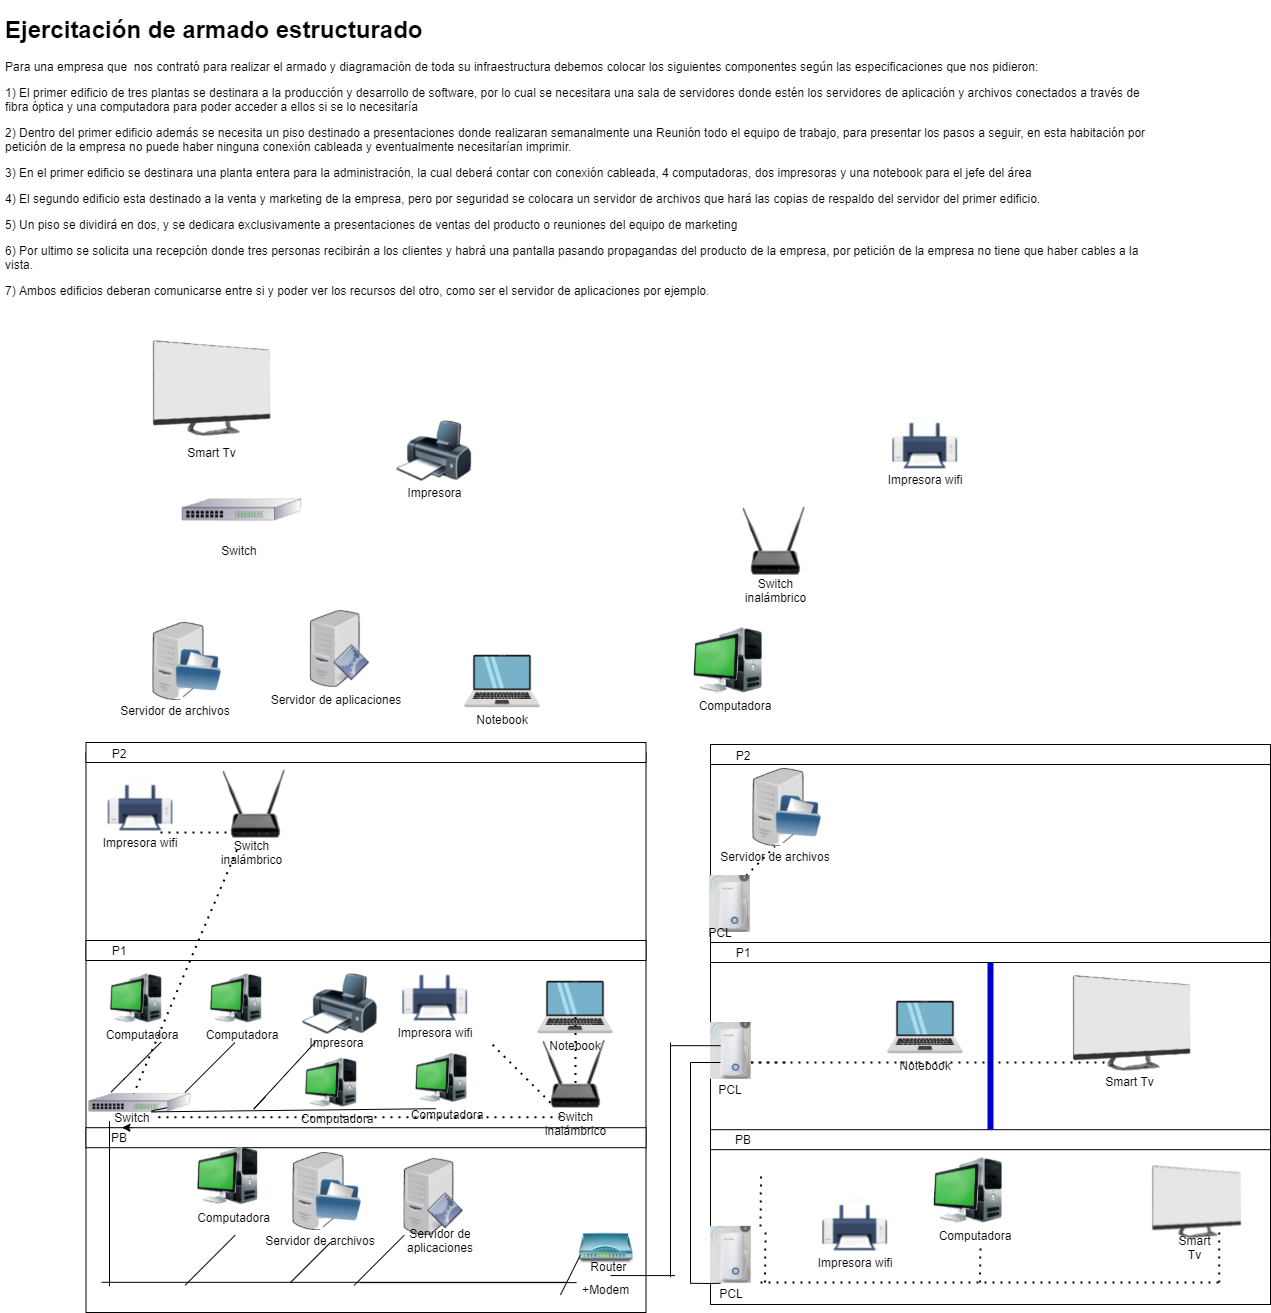 Ejercitación de armado estructurado
Para una empresa que  nos contrató para realizar el armado y diagramación de toda su infraestructura debemos colocar los siguientes componentes según las especificaciones que nos pidieron:
1) El primer edificio de tres plantas se destinara a la producción y desarrollo de software, por lo cual se necesitara una sala de servidores donde estén los servidores de aplicación y archivos conectados a través de
fibra óptica y una computadora para poder acceder a ellos si se lo necesitaría
2) Dentro del primer edificio además se necesita un piso destinado a presentaciones donde realizaran semanalmente una Reunión todo el equipo de trabajo, para presentar los pasos a seguir, en esta habitación por
petición de la empresa no puede haber ninguna conexión cableada y eventualmente necesitarían imprimir.
3) En el primer edificio se destinara una planta entera para la administración, la cual deberá contar con conexión cableada, 4 computadoras, dos impresoras y una notebook para el jefe del área
4) El segundo edificio esta destinado a la venta y marketing de la empresa, pero por seguridad se colocara un servidor de archivos que hará las copias de respaldo del servidor del primer edificio.
5) Un piso se dividirá en dos, y se dedicara exclusivamente a presentaciones de ventas del producto o reuniones del equipo de marketing
6) Por ultimo se solicita una recepción donde tres personas recibirán a los clientes y habrá una pantalla pasando propagandas del producto de la empresa, por petición de la empresa no tiene que haber cables a la
vista.
7) Ambos edificios deberan comunicarse entre si y poder ver los recursos del otro, como ser el servidor de aplicaciones por ejemplo.
Smart Tv
Impresora
Impresora wifi
Switch
Switch
inalámbrico
Servidor de archivos
Servidor de aplicaciones
Notebook
Computadora
P2
Impresora wifi
Switch
inalámbrico
P1
Computadora
Computadora
Impresora
Impresora wifi
Notebook
Switch
Computadora
Computadora
Switch
inalámbrico
PB
Computadora
Servidor de archivos
Servidor de
aplicaciones
Router
+Modem
P2
Servidor de archivos
PCL
P1
PCL
Notebook
Smart Tv
PB
PCL
Impresora wifi
Computadora
Smart
Tv